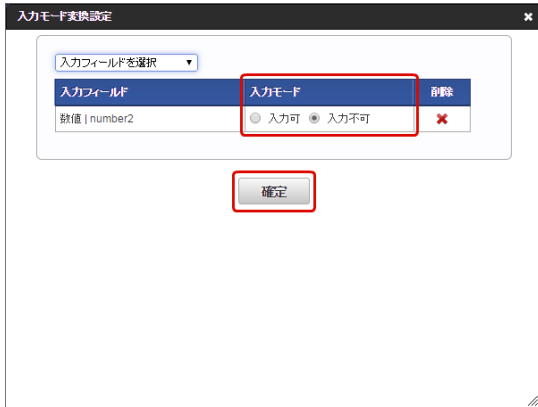 入力モード変換設定
入力フィールドを選択
入力フィールド 入力モード 削除
数値 | number2 入力可 入力不可
確定